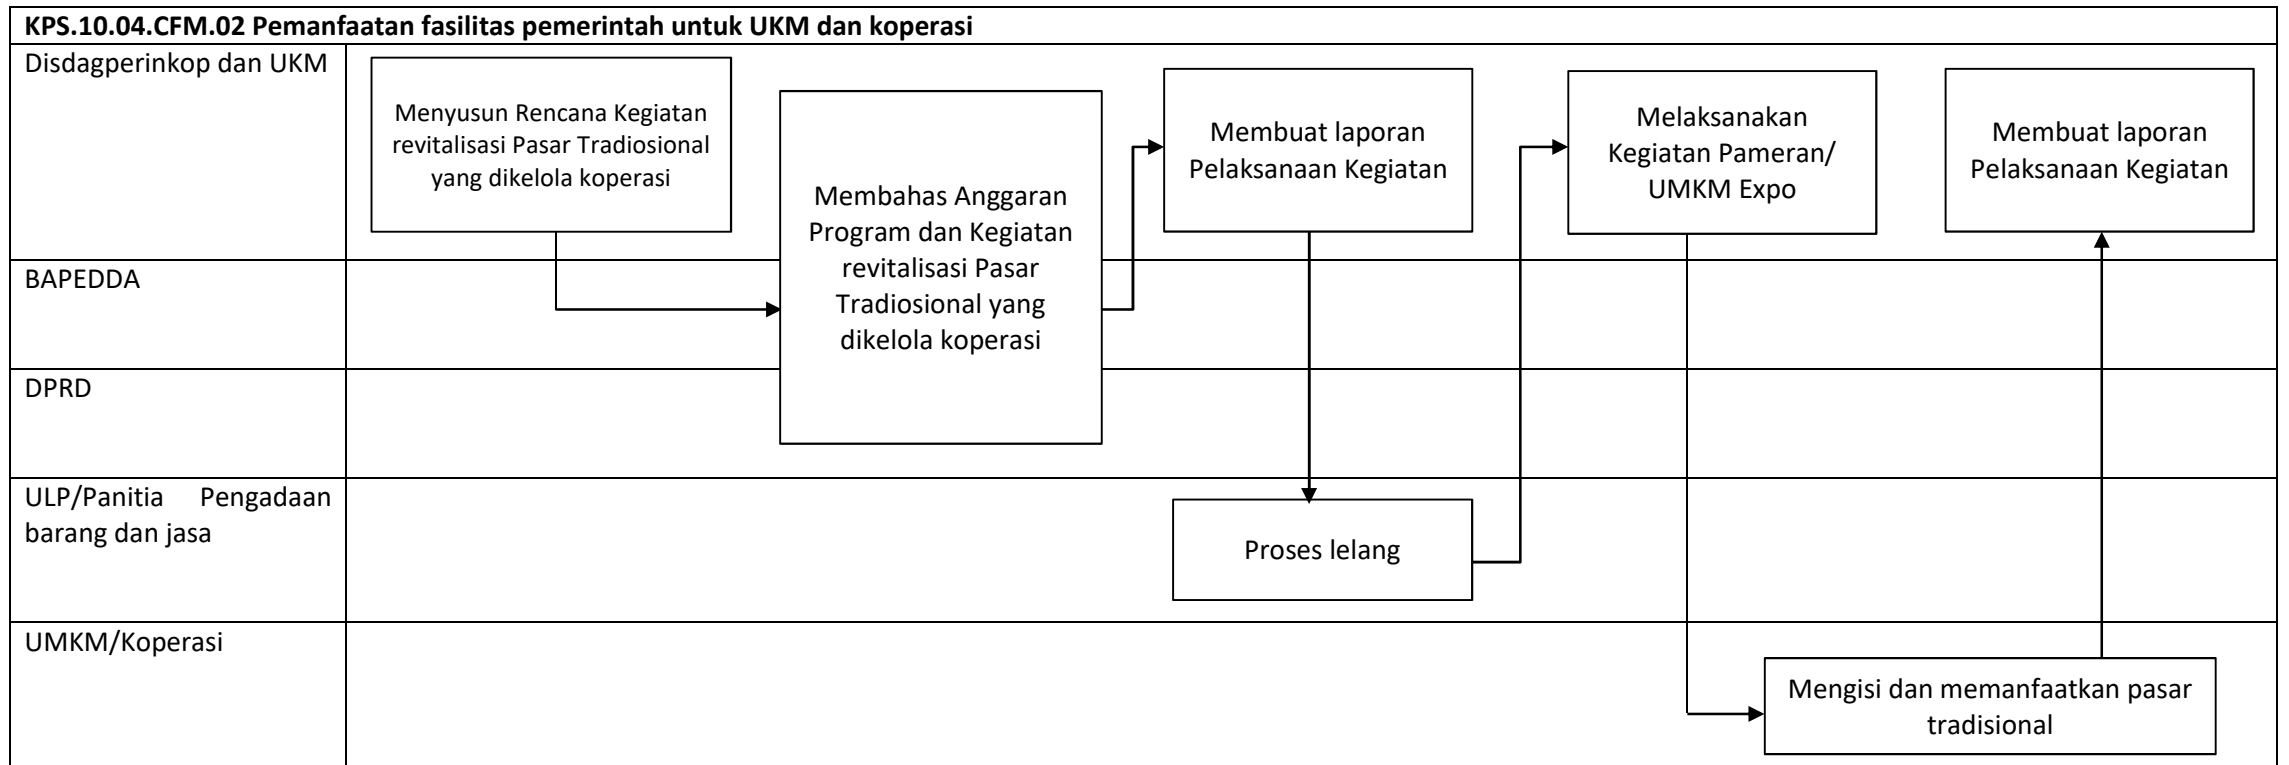 KPS.10.04.CFM.02 Pemanfaatan fasilitas pemerintah untuk UKM dan koperasi
Disdagperinkop dan UKM
Menyusun Rencana Kegiatan
revitalisasi Pasar Tradiosional
yang dikelola koperasi
Membahas Anggaran
Program dan Kegiatan
revitalisasi Pasar
Tradiosional yang
dikelola koperasi
Membuat laporan
Pelaksanaan Kegiatan
Melaksanakan
Kegiatan Pameran/
UMKM Expo
Membuat laporan
Pelaksanaan Kegiatan
BAPEDDA
DPRD
ULP/Panitia Pengadaan
barang dan jasa
Proses lelang
UMKM/Koperasi
Mengisi dan memanfaatkan pasar
tradisional